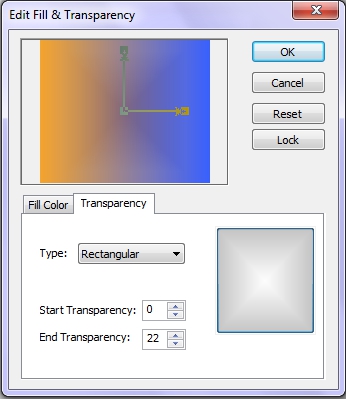 Edit Fill & Transparency
OK
Cancel
Reset
Lock
Fill Color
Transparency
Type: Rectangular
Start Transparency: 0
End Transparency: 22